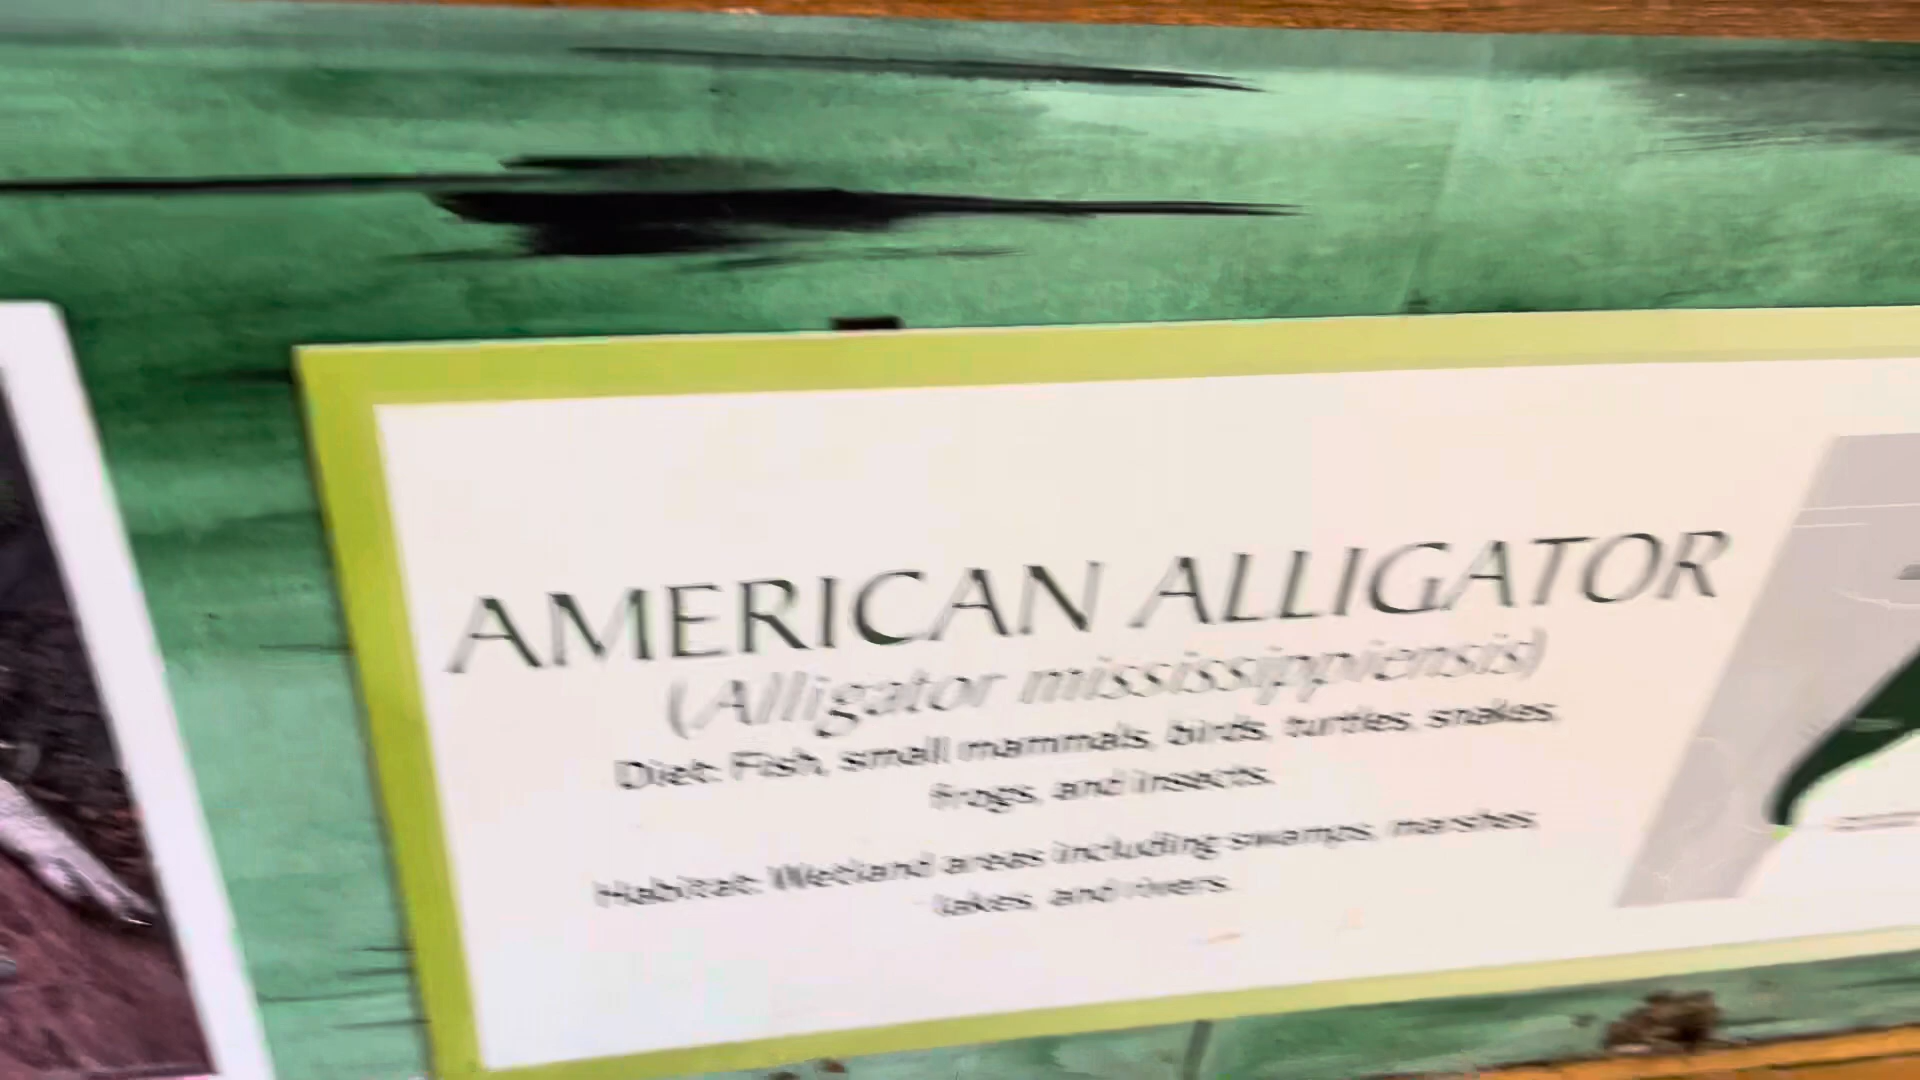 AMERICAN ALLIGATOR
(Alligator mississippiensis)
Diet: Fish, small mammals, birds, turtles, snakes,
frogs, and insects.
Habitat: Wetland areas including swamps, marshes,
lakes, and rivers.